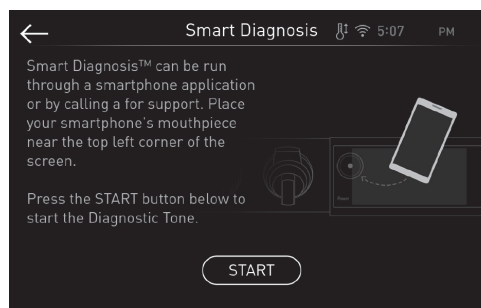 Smart Diagnosis 5:07 PM
Smart Diagnosis™ can be run
through a smartphone application
or by calling a for support. Place
your smartphone's mouthpiece
near the top left corner of the
screen.
Press the START button below to
start the Diagnostic Tone.
START